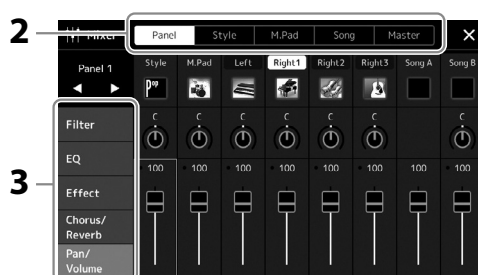 2
Mixer
Panel Style M.Pad Song Master
×
Panel 1
Style M.Pad Left Right1 Right2 Right3 Song A Song B
Pop
C C C C C C C
100 100 100 100 100 100 100 100
3
Filter
EQ
Effect
Chorus/
Reverb
Pan/
Volume